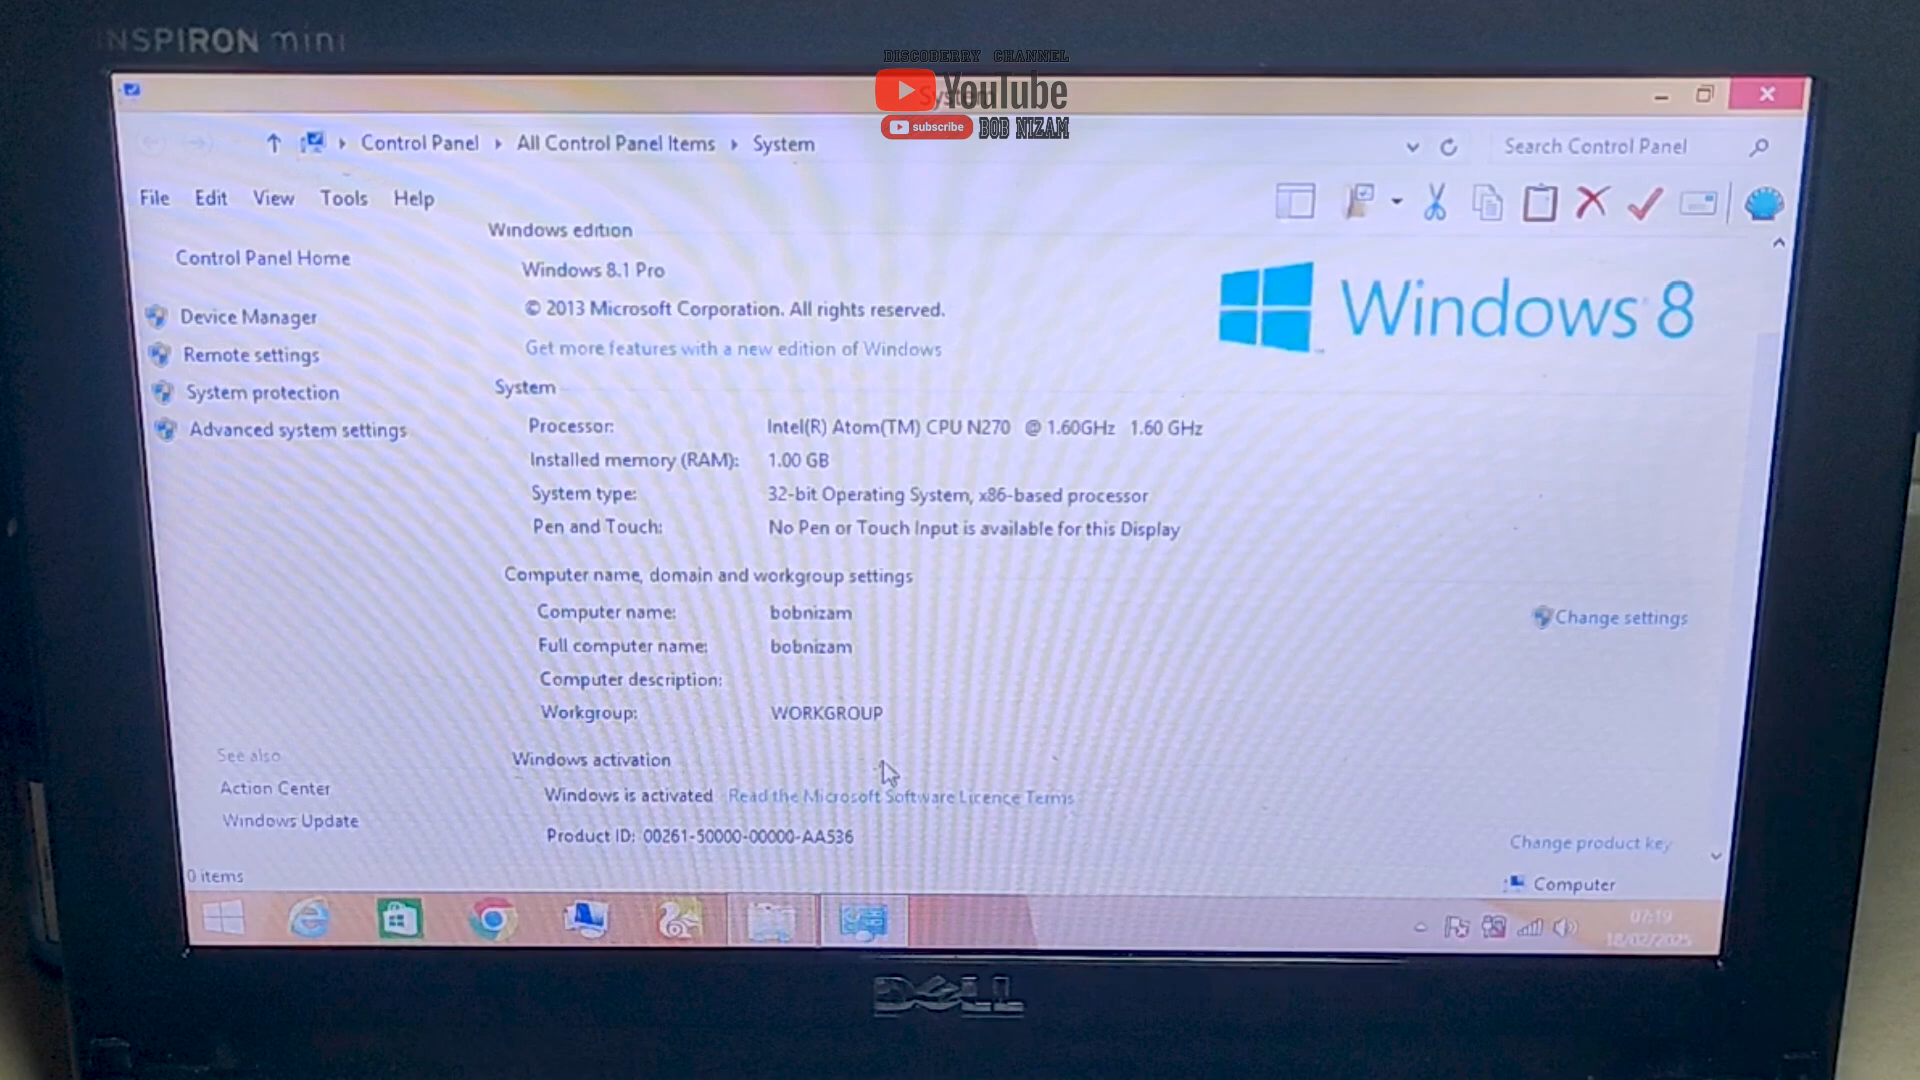 INSPIRON mini
DISCOBERRY CHANNEL
YouTube
subscribe BOB NIZAM
System
Control Panel All Control Panel Items System
Search Control Panel
File Edit View Tools Help
Control Panel Home
Device Manager
Remote settings
System protection
Advanced system settings
See also
Action Center
Windows Update
Windows edition
Windows 8.1 Pro
© 2013 Microsoft Corporation. All rights reserved.
Get more features with a new edition of Windows
Windows 8
System
Processor: Intel(R) Atom(TM) CPU N270 @ 1.60GHz 1.60 GHz
Installed memory (RAM): 1.00 GB
System type: 32-bit Operating System, x86-based processor
Pen and Touch: No Pen or Touch Input is available for this Display
Computer name, domain and workgroup settings
Computer name: bobnizam
Change settings
Full computer name: bobnizam
Computer description:
Workgroup: WORKGROUP
Windows activation
Windows is activated Read the Microsoft Software Licence Terms
Product ID: 00261-50000-00000-AA536
Change product key
0 items
Computer
07:19
18/02/2025
DELL